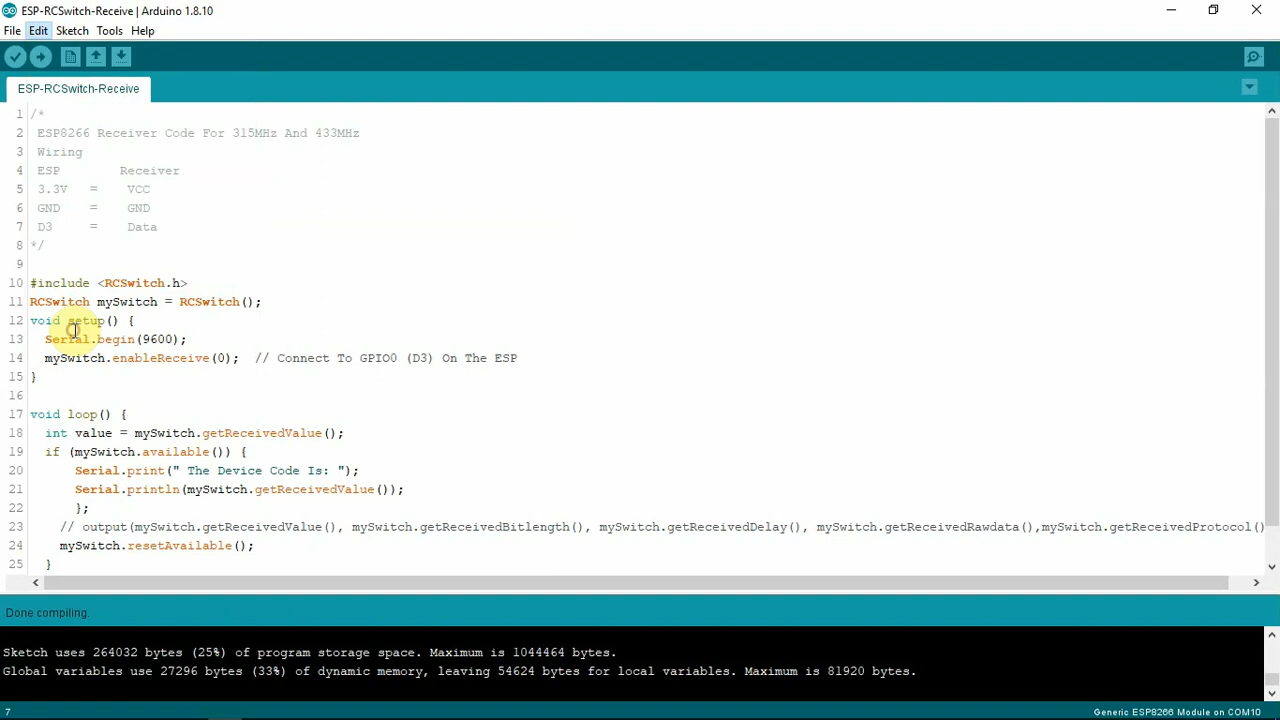 ESP-RCSwitch-Receive | Arduino 1.8.10
File Edit Sketch Tools Help
ESP-RCSwitch-Receive
1 /*
2 ESP8266 Receiver Code For 315MHz And 433MHz
3 Wiring
4 ESP Receiver
5 3.3V = VCC
6 GND = GND
7 D3 = Data
8 */
9
10 #include <RCSwitch.h>
11 RCSwitch mySwitch = RCSwitch();
12 void setup() {
13 Serial.begin(9600);
14 mySwitch.enableReceive(0); // Connect To GPIO0 (D3) On The ESP
15 }
16
17 void loop() {
18 int value = mySwitch.getReceivedValue();
19 if (mySwitch.available()) {
20 Serial.print(" The Device Code Is: ");
21 Serial.println(mySwitch.getReceivedValue());
22 };
23 // output(mySwitch.getReceivedValue(), mySwitch.getReceivedBitlength(), mySwitch.getReceivedDelay(), mySwitch.getReceivedRawdata(),mySwitch.getReceivedProtocol()
24 mySwitch.resetAvailable();
25 }
Done compiling.
Sketch uses 264032 bytes (25%) of program storage space. Maximum is 1044464 bytes.
Global variables use 27296 bytes (33%) of dynamic memory, leaving 54624 bytes for local variables. Maximum is 81920 bytes.
7 Generic ESP8266 Module on COM10